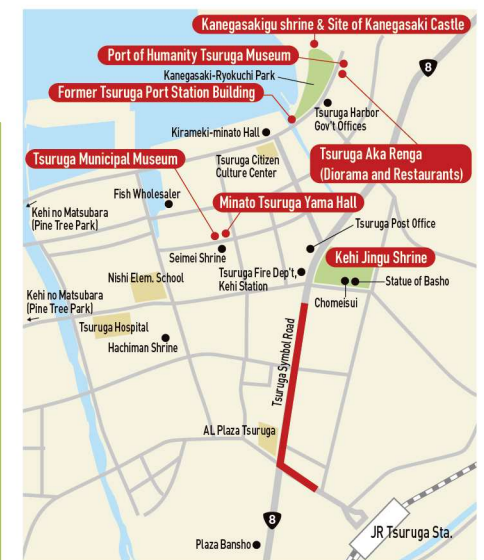 Kanegasakigu shrine & Site of Kanegasaki Castle
Port of Humanity Tsuruga Museum
8
Kanegasaki-Ryokuchi Park
Former Tsuruga Port Station Building
Tsuruga Harbor
Gov't Offices
Kirameki-minato Hall
Tsuruga Municipal Museum
Tsuruga Citizen
Culture Center
Tsuruga Aka Renga
(Diorama and Restaurants)
Fish Wholesaler
Minato Tsuruga Yama Hall
Kehi no Matsubara
(Pine Tree Park)
Tsuruga Post Office
Seimei Shrine
Kehi Jingu Shrine
Nishi Elem. School
Tsuruga Fire Dep't,
Kehi Station
Statue of Basho
Chomeisui
Kehi no Matsubara
(Pine Tree Park)
Tsuruga Hospital
Hachiman Shrine
Tsuruga Symbol Road
AL Plaza Tsuruga
8
JR Tsuruga Sta.
Plaza Bansho